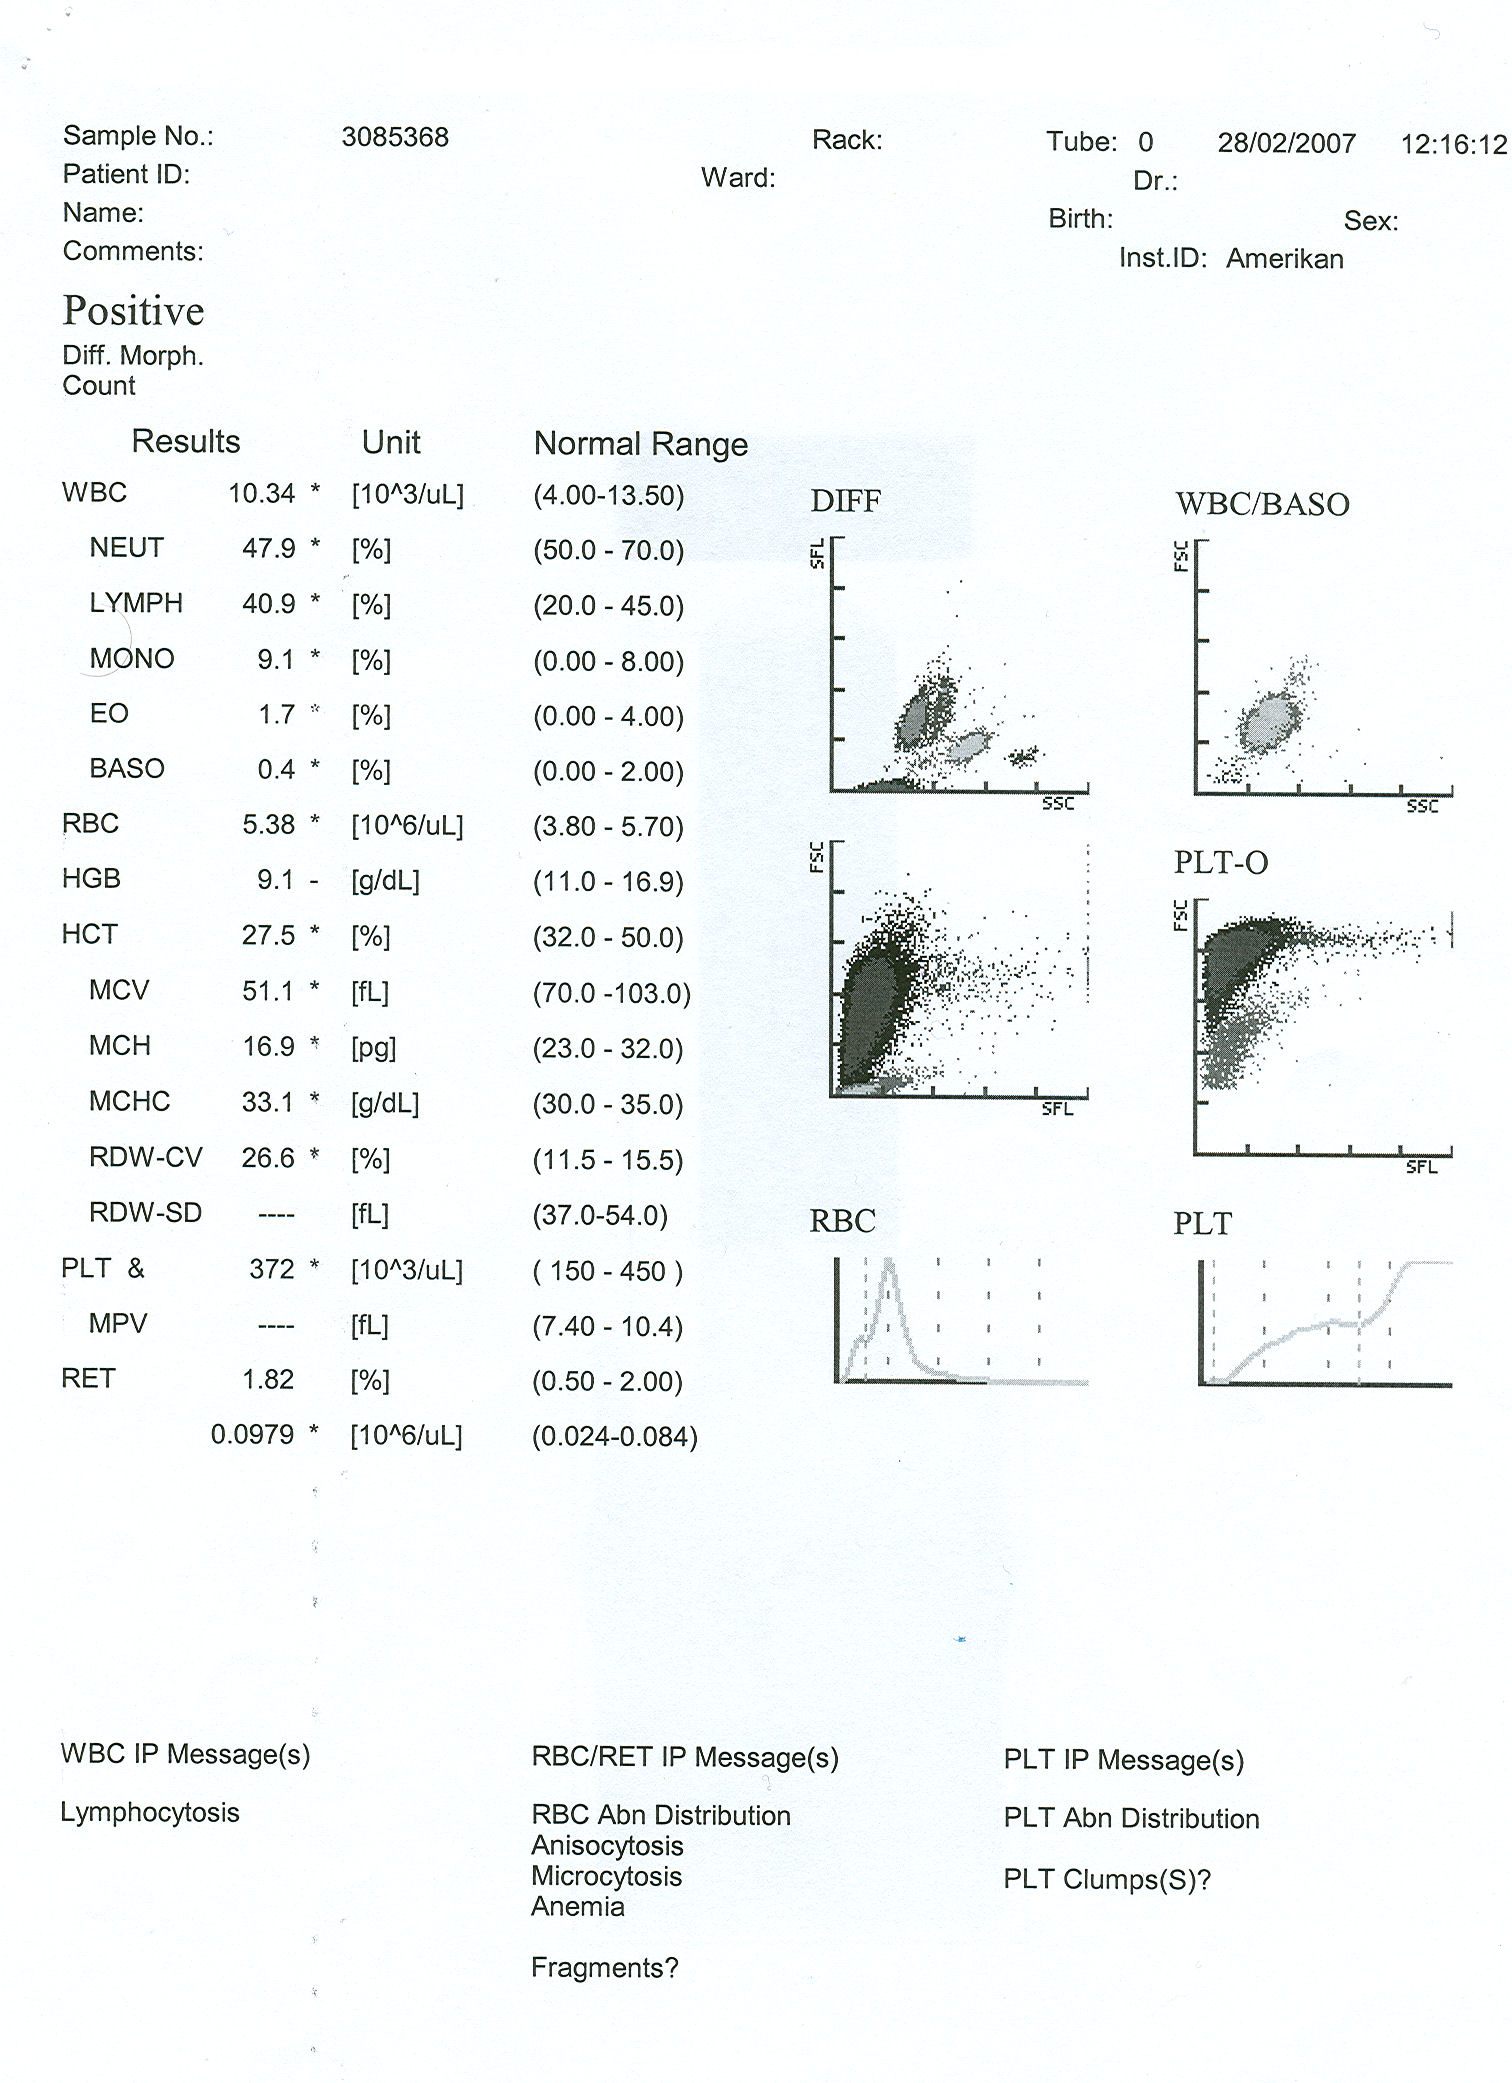 Sample No.: 3085368 Rack: Tube: 0 28/02/2007 12:16:12
Patient ID: Ward: Dr.:
Name: Birth: Sex:
Comments: Inst.ID: Amerikan
Positive
Diff. Morph.
Count
Results Unit Normal Range
WBC 10.34 * [10^3/uL] (4.00-13.50)
NEUT 47.9 * [%] (50.0 - 70.0)
LYMPH 40.9 * [%] (20.0 - 45.0)
MONO 9.1 * [%] (0.00 - 8.00)
EO 1.7 * [%] (0.00 - 4.00)
BASO 0.4 * [%] (0.00 - 2.00)
RBC 5.38 * [10^6/uL] (3.80 - 5.70)
HGB 9.1 - [g/dL] (11.0 - 16.9)
HCT 27.5 * [%] (32.0 - 50.0)
MCV 51.1 * [fL] (70.0 -103.0)
MCH 16.9 * [pg] (23.0 - 32.0)
MCHC 33.1 * [g/dL] (30.0 - 35.0)
RDW-CV 26.6 * [%] (11.5 - 15.5)
RDW-SD ---- [fL] (37.0-54.0)
PLT & 372 * [10^3/uL] ( 150 - 450 )
MPV ---- [fL] (7.40 - 10.4)
RET 1.82 [%] (0.50 - 2.00)
0.0979 * [10^6/uL] (0.024-0.084)
DIFF WBC/BASO
SFL FSC
SSC SSC
PLT-O
FSC FSC
SFL SFL
RBC PLT
WBC IP Message(s) RBC/RET IP Message(s) PLT IP Message(s)
Lymphocytosis RBC Abn Distribution PLT Abn Distribution
Anisocytosis
Microcytosis PLT Clumps(S)?
Anemia
Fragments?